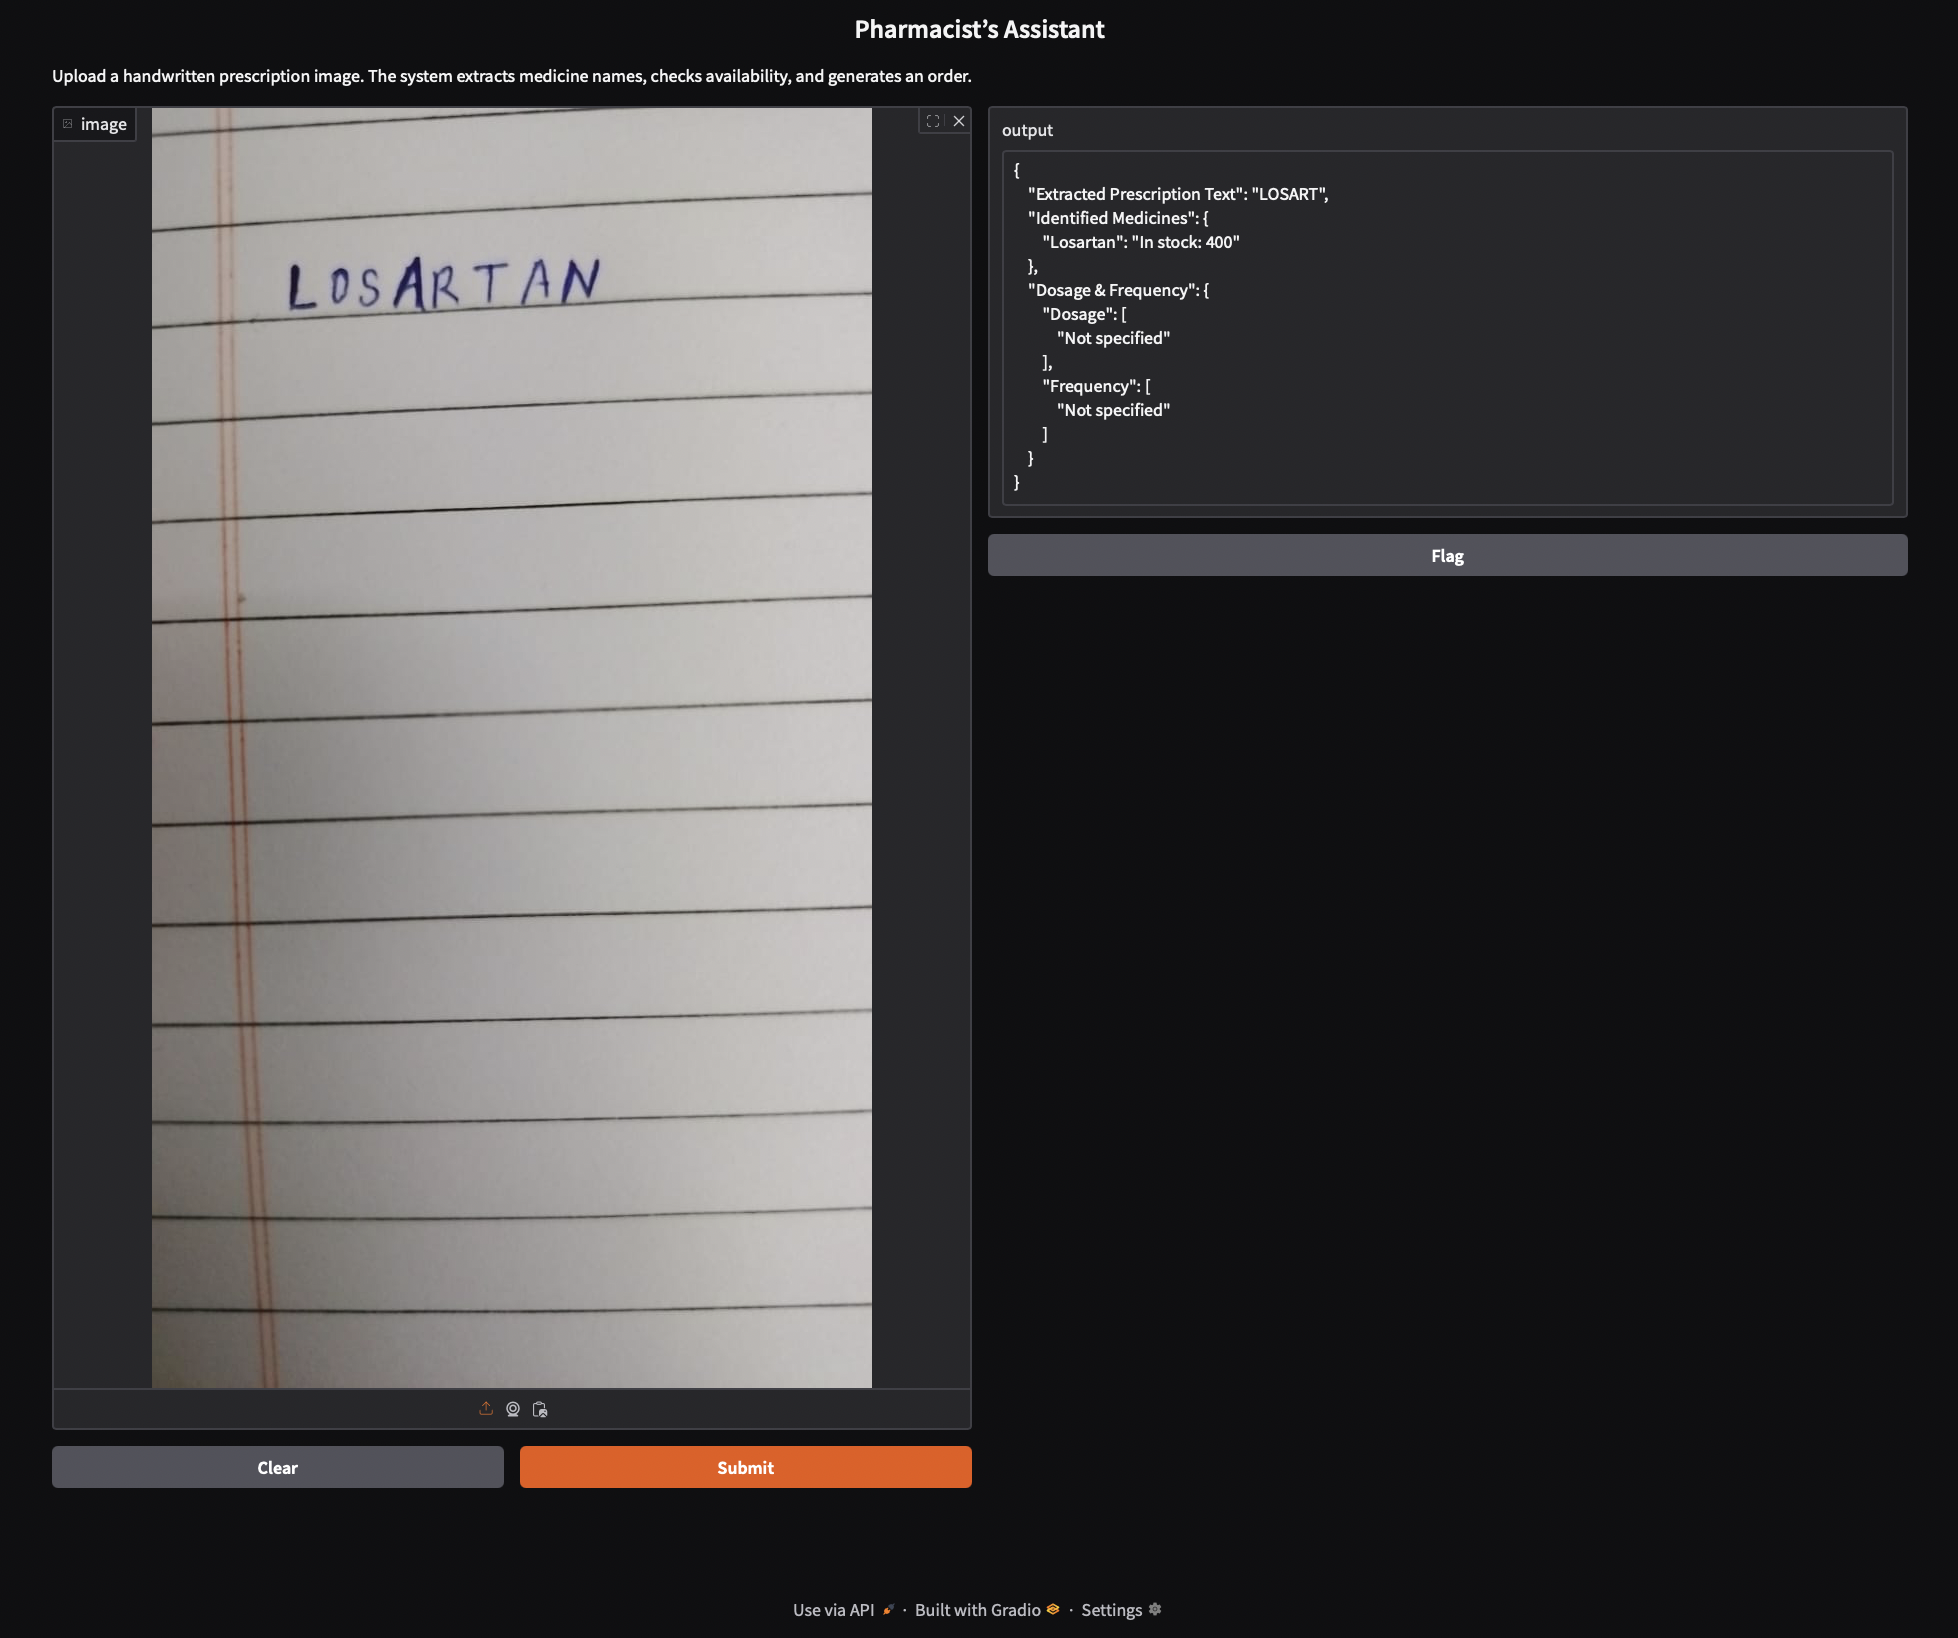 Pharmacist's Assistant
Upload a handwritten prescription image. The system extracts medicine names, checks availability, and generates an order.
image
LOSARTAN
Clear
Submit
output
{
"Extracted Prescription Text": "LOSART",
"Identified Medicines": {
"Losartan": "In stock: 400"
},
"Dosage & Frequency": {
"Dosage": [
"Not specified"
],
"Frequency": [
"Not specified"
]
}
}
Flag
Use via API · Built with Gradio · Settings